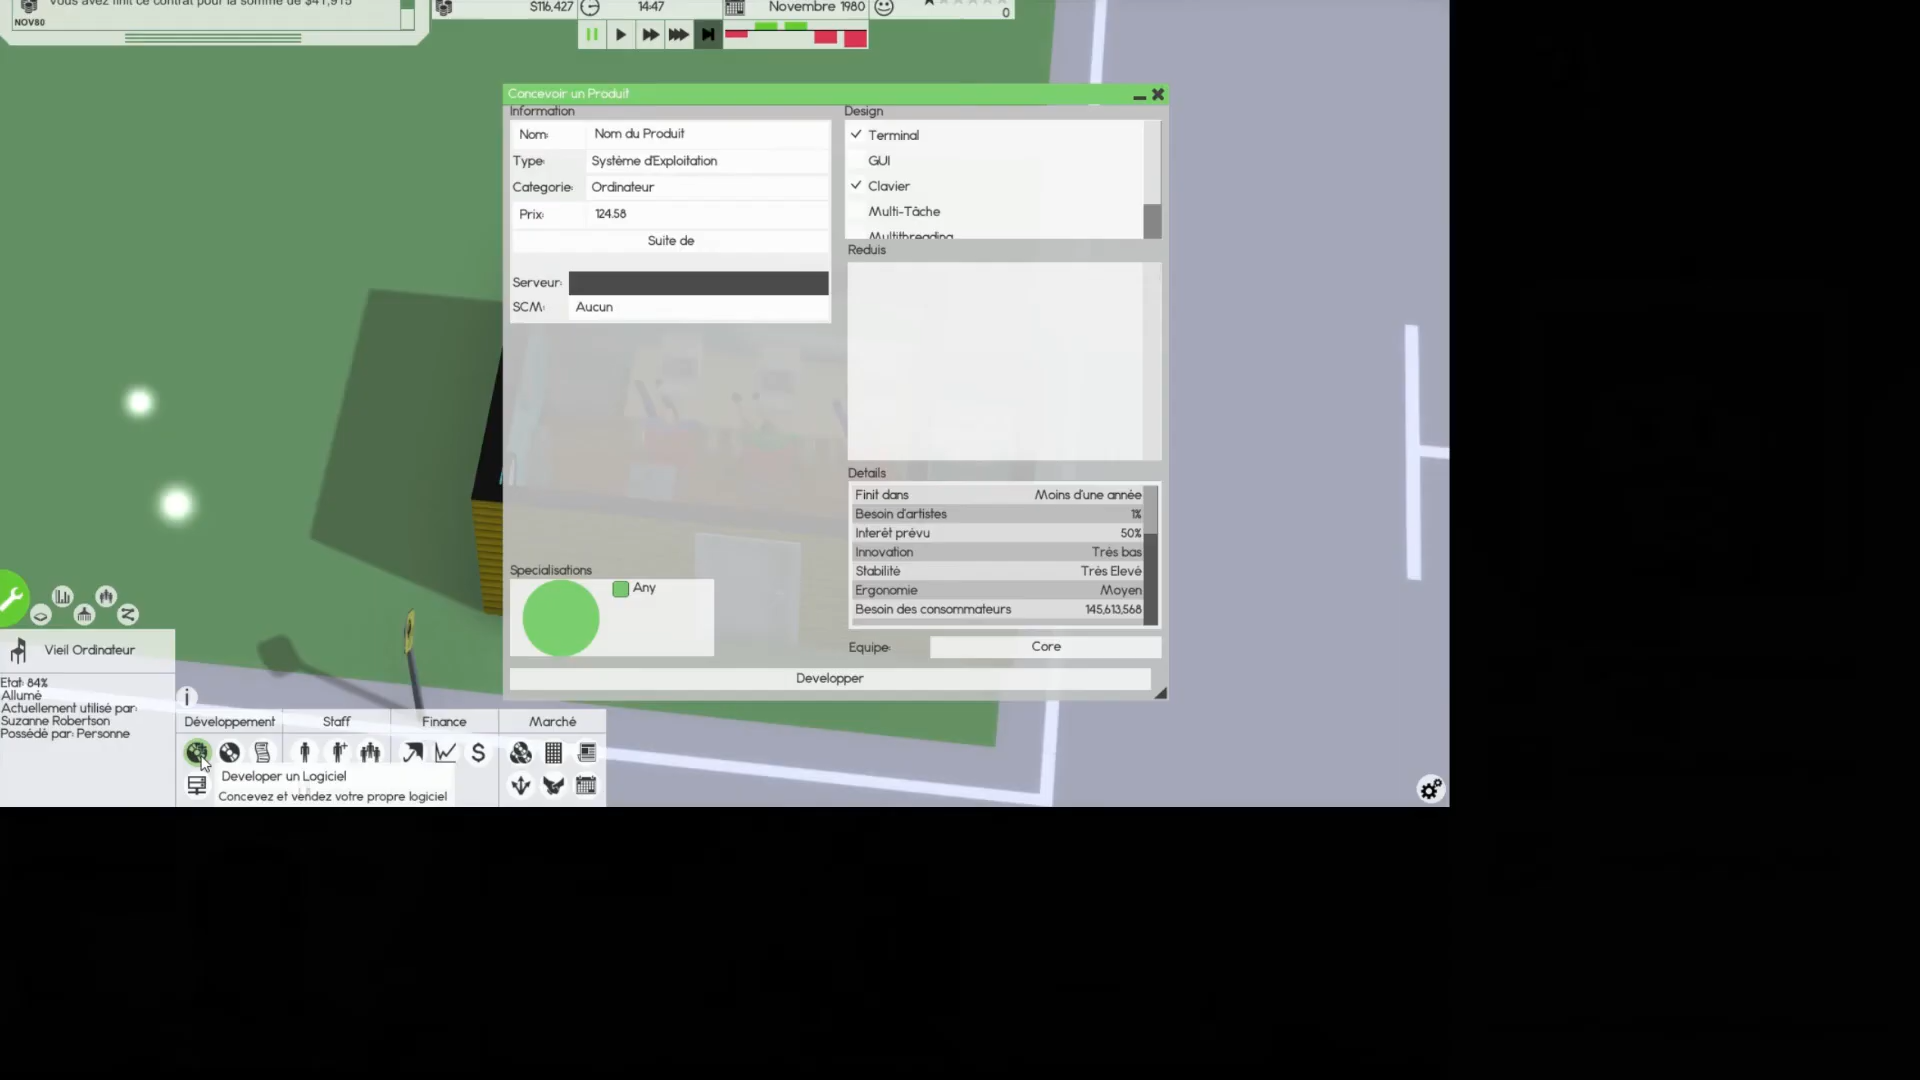 Vous avez finit ce contrat pour la somme de $41,915
NOV80
$116,427
14:47
Novembre 1980
0
Concevoir un Produit
Information
Nom: Nom du Produit
Type: Système d'Exploitation
Categorie: Ordinateur
Prix: 124.58
Suite de
Serveur:
SCM: Aucun
Design
Terminal
GUI
Clavier
Multi-Tâche
Multithreading
Reduis
Details
Finit dans Moins d'une année
Besoin d'artistes 1%
Interêt prévu 50%
Innovation Très bas
Stabilité Très Elevé
Ergonomie Moyen
Besoin des consommateurs 145,613,568
Specialisations
Any
Equipe: Core
Developper
Vieil Ordinateur
Etat: 84%
Allumé
Actuellement utilisé par:
Suzanne Robertson
Possédé par: Personne
i
Développement Staff Finance Marché
Developer un Logiciel
Concevez et vendez votre propre logiciel